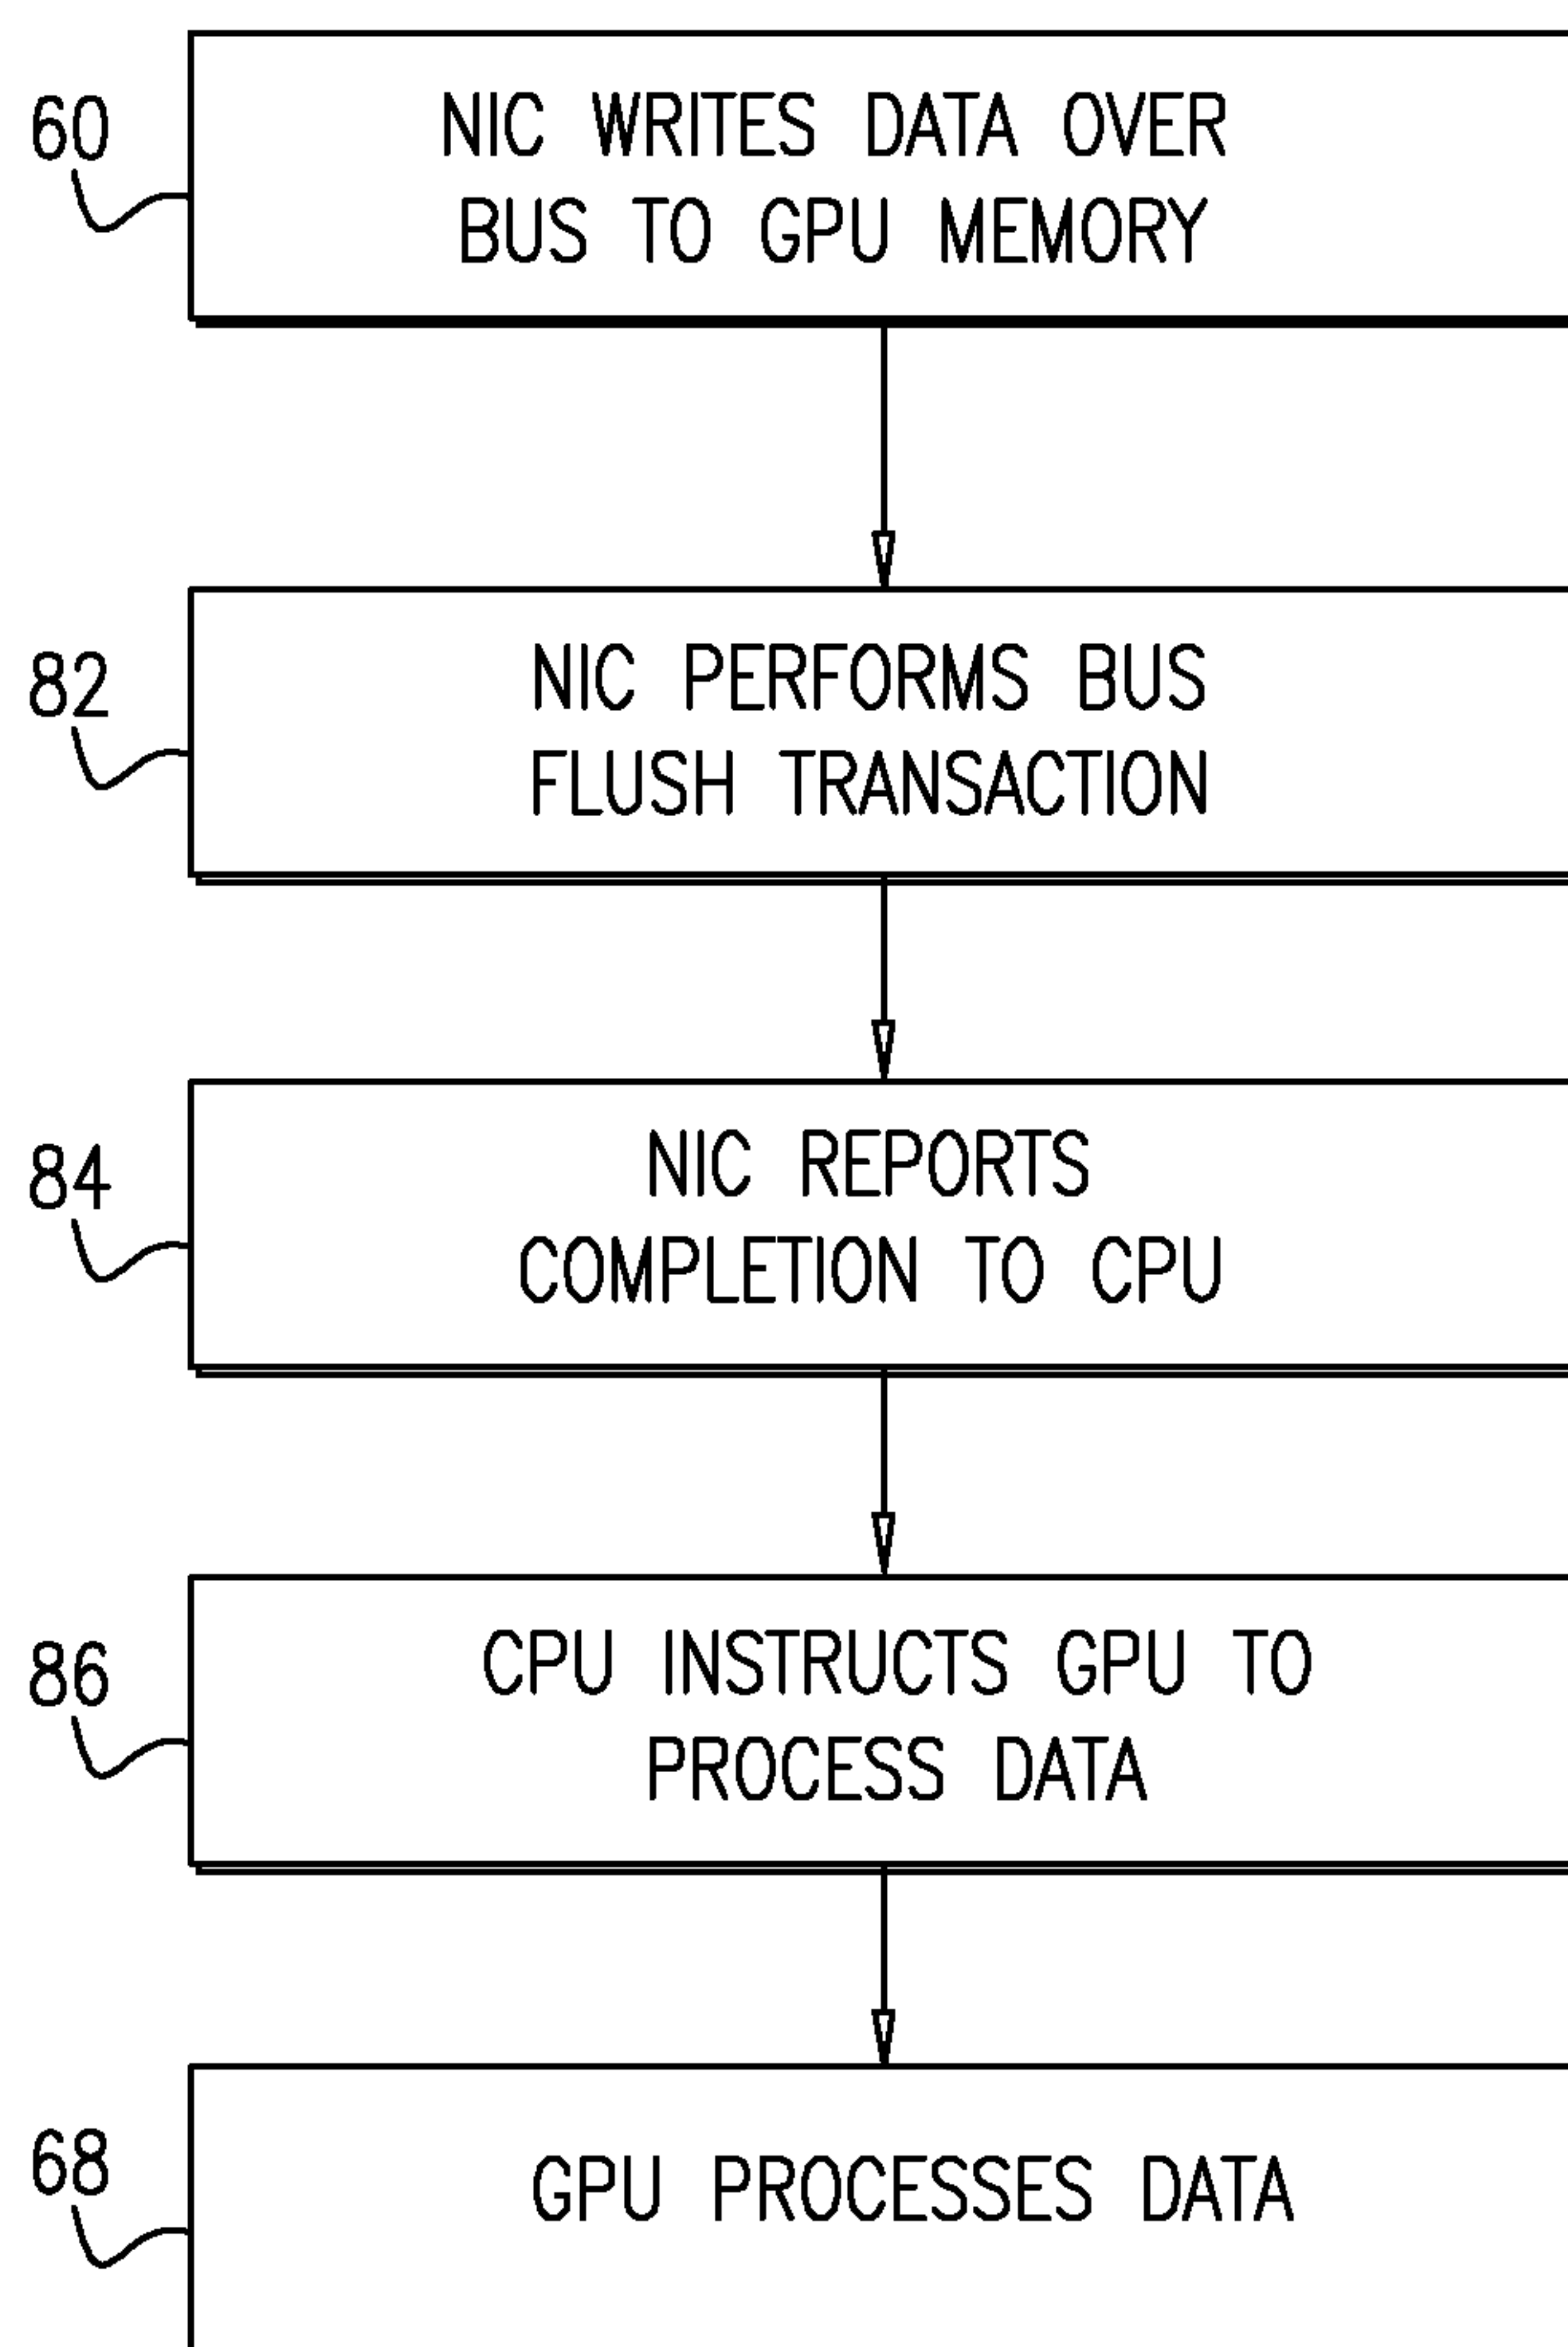 60
NIC WRITES DATA OVER
BUS TO GPU MEMORY
82
NIC PERFORMS BUS
FLUSH TRANSACTION
84
NIC REPORTS
COMPLETION TO CPU
86
CPU INSTRUCTS GPU TO
PROCESS DATA
68
GPU PROCESSES DATA